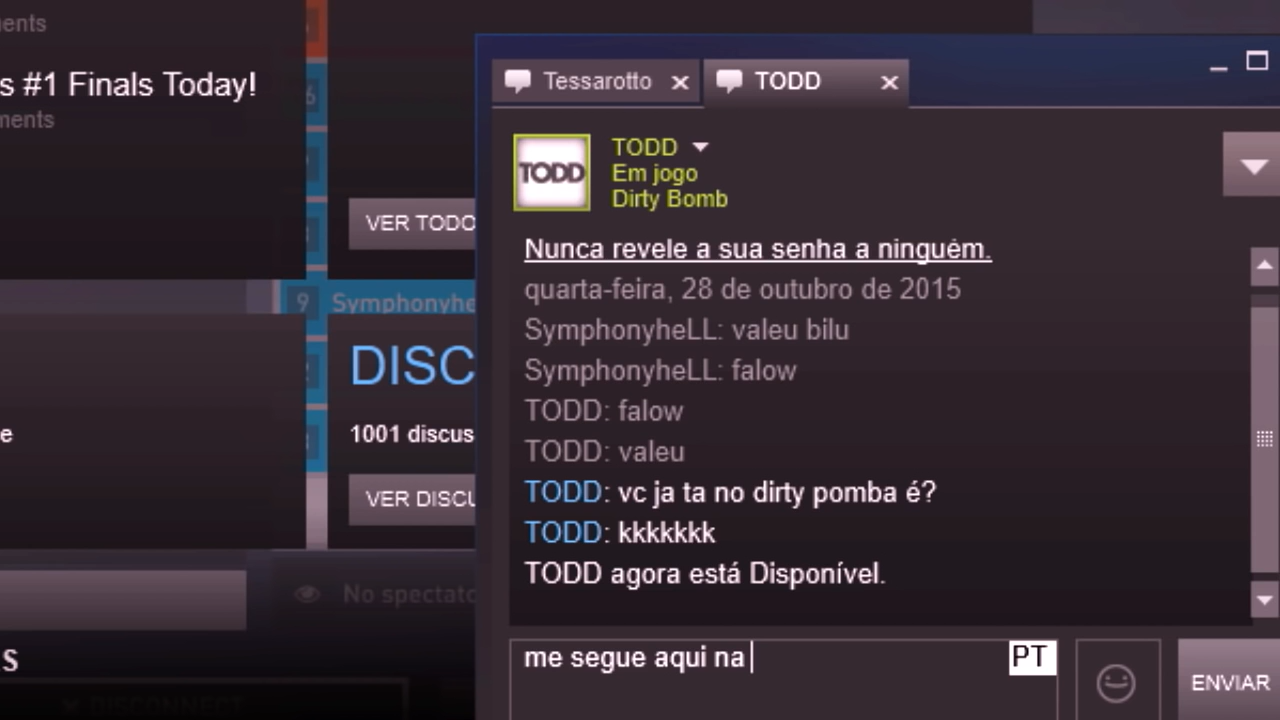 ents
s #1 Finals Today!
ments
6
VER TODO
9 Symphonyhe
DISC
1001 discus
e
VER DISCU
No spectato
s
DISCONNECT
Tessarotto
TODD
TODD
TODD
Em jogo
Dirty Bomb
Nunca revele a sua senha a ninguém.
quarta-feira, 28 de outubro de 2015
SymphonyheLL: valeu bilu
SymphonyheLL: falow
TODD: falow
TODD: valeu
TODD: vc ja ta no dirty pomba é?
TODD: kkkkkkk
TODD agora está Disponível.
me segue aqui na
PT
ENVIAR